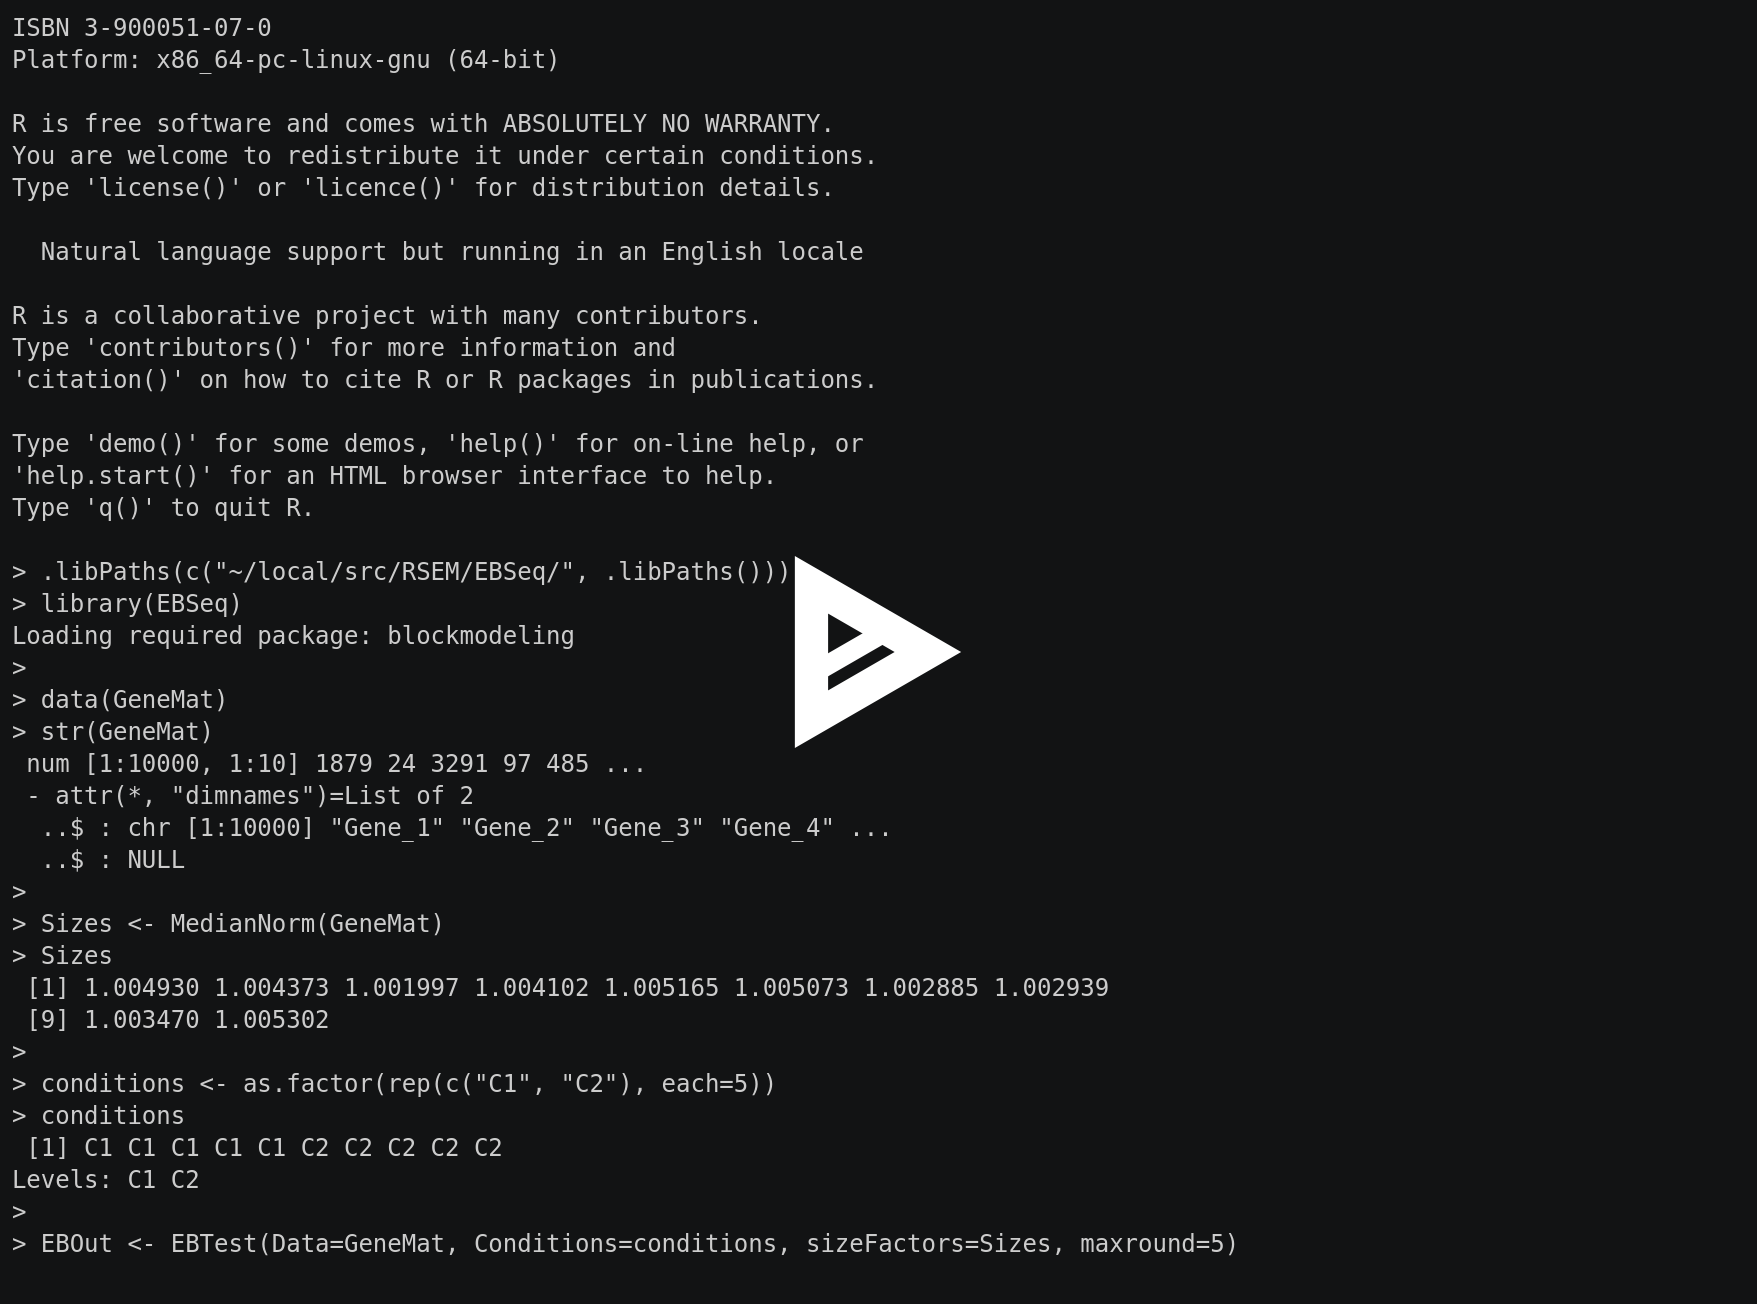 ISBN 3-900051-07-0
Platform: x86_64-pc-linux-gnu (64-bit)
R is free software and comes with ABSOLUTELY NO WARRANTY.
You are welcome to redistribute it under certain conditions.
Type 'license()' or 'licence()' for distribution details.
Natural language support but running in an English locale
R is a collaborative project with many contributors.
Type 'contributors()' for more information and
'citation()' on how to cite R or R packages in publications.
Type 'demo()' for some demos, 'help()' for on-line help, or
'help.start()' for an HTML browser interface to help.
Type 'q()' to quit R.
> .libPaths(c("~/local/src/RSEM/EBSeq/", .libPaths()))
> library(EBSeq)
Loading required package: blockmodeling
>
> data(GeneMat)
> str(GeneMat)
num [1:10000, 1:10] 1879 24 3291 97 485 ...
- attr(*, "dimnames")=List of 2
..$ : chr [1:10000] "Gene_1" "Gene_2" "Gene_3" "Gene_4" ...
..$ : NULL
>
> Sizes <- MedianNorm(GeneMat)
> Sizes
[1] 1.004930 1.004373 1.001997 1.004102 1.005165 1.005073 1.002885 1.002939
[9] 1.003470 1.005302
>
> conditions <- as.factor(rep(c("C1", "C2"), each=5))
> conditions
[1] C1 C1 C1 C1 C1 C2 C2 C2 C2 C2
Levels: C1 C2
>
> EBOut <- EBTest(Data=GeneMat, Conditions=conditions, sizeFactors=Sizes, maxround=5)